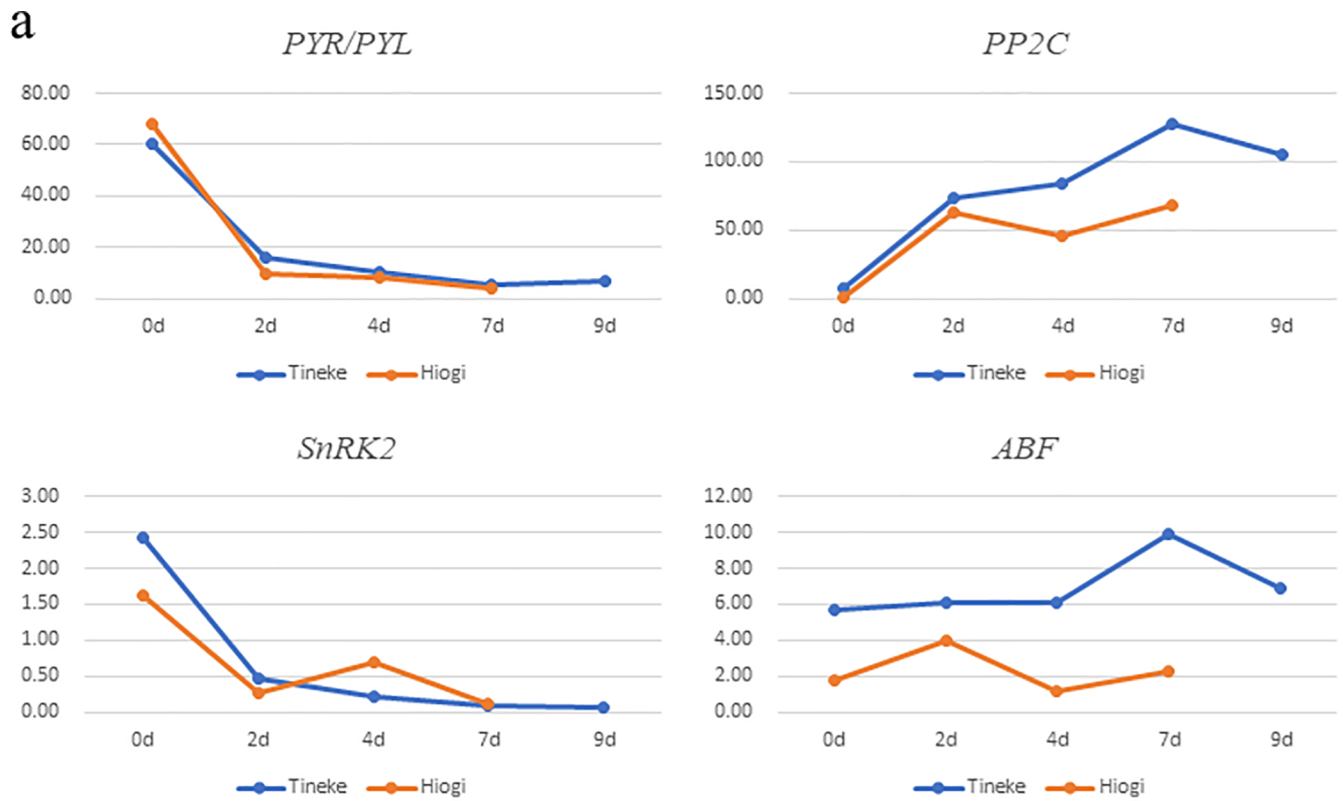 a
PYR/PYL
80.00
60.00
40.00
20.00
0.00
0d 2d 4d 7d 9d
Tineke Hiogi
PP2C
150.00
100.00
50.00
0.00
0d 2d 4d 7d 9d
Tineke Hiogi
SnRK2
3.00
2.50
2.00
1.50
1.00
0.50
0.00
0d 2d 4d 7d 9d
Tineke Hiogi
ABF
12.00
10.00
8.00
6.00
4.00
2.00
0.00
0d 2d 4d 7d 9d
Tineke Hiogi